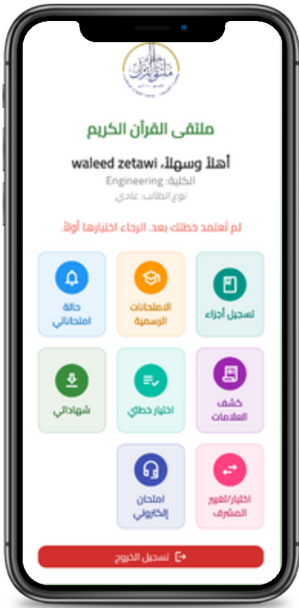 ملتقى القرآن الكريم
أهلاً وسهلاً، waleed zetawi
الكلية: Engineering
نوع الطالب: عادي
لم تُعتمد خطتك بعد. الرجاء اختيارها أولاً.
تسجيل أجزاء
الامتحانات الرسمية
حالة امتحاناتي
كشف العلامات
اختيار خطتي
شهاداتي
اختيار/تغيير المشرف
امتحان إلكتروني
تسجيل الخروج